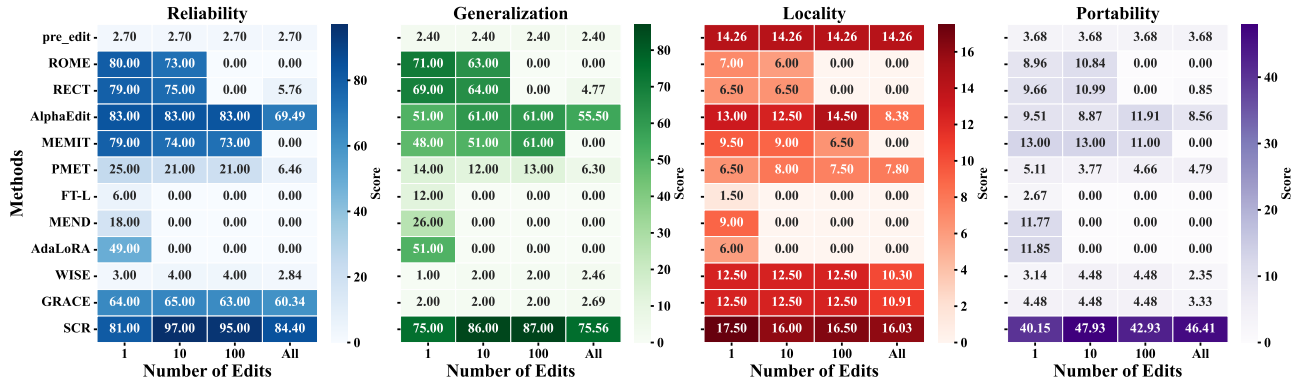 Reliability Generalization Locality Portability
pre_edit 2.70 2.70 2.70 2.70 2.40 2.40 2.40 2.40 14.26 14.26 14.26 14.26 3.68 3.68 3.68 3.68
ROME 80.00 73.00 0.00 0.00 71.00 63.00 0.00 0.00 7.00 6.00 0.00 0.00 8.96 10.84 0.00 0.00
RECT 79.00 75.00 0.00 5.76 69.00 64.00 0.00 4.77 6.50 6.50 0.00 0.00 9.66 10.99 0.00 0.85
AlphaEdit 83.00 83.00 83.00 69.49 51.00 61.00 61.00 55.50 13.00 12.50 14.50 8.38 9.51 8.87 11.91 8.56
MEMIT 79.00 74.00 73.00 0.00 48.00 51.00 61.00 0.00 9.50 9.00 6.50 0.00 13.00 13.00 11.00 0.00
PMET 25.00 21.00 21.00 6.46 14.00 12.00 13.00 6.30 6.50 8.00 7.50 7.80 5.11 3.77 4.66 4.79
FT-L 6.00 0.00 0.00 0.00 12.00 0.00 0.00 0.00 1.50 0.00 0.00 0.00 2.67 0.00 0.00 0.00
MEND 18.00 0.00 0.00 0.00 26.00 0.00 0.00 0.00 9.00 0.00 0.00 0.00 11.77 0.00 0.00 0.00
AdaLoRA 49.00 0.00 0.00 0.00 51.00 0.00 0.00 0.00 6.00 0.00 0.00 0.00 11.85 0.00 0.00 0.00
WISE 3.00 4.00 4.00 2.84 1.00 2.00 2.00 2.46 12.50 12.50 12.50 10.30 3.14 4.48 4.48 2.35
GRACE 64.00 65.00 63.00 60.34 2.00 2.00 2.00 2.69 12.50 12.50 12.50 10.91 4.48 4.48 4.48 3.33
SCR 81.00 97.00 95.00 84.40 75.00 86.00 87.00 75.56 17.50 16.00 16.50 16.03 40.15 47.93 42.93 46.41
1 10 100 All 1 10 100 All 1 10 100 All 1 10 100 All
Number of Edits Number of Edits Number of Edits Number of Edits
Methods
80
60
40
20
0
Score
80
70
60
50
40
30
20
10
0
Score
16
14
12
10
8
6
4
2
0
Score
40
30
20
10
0
Score